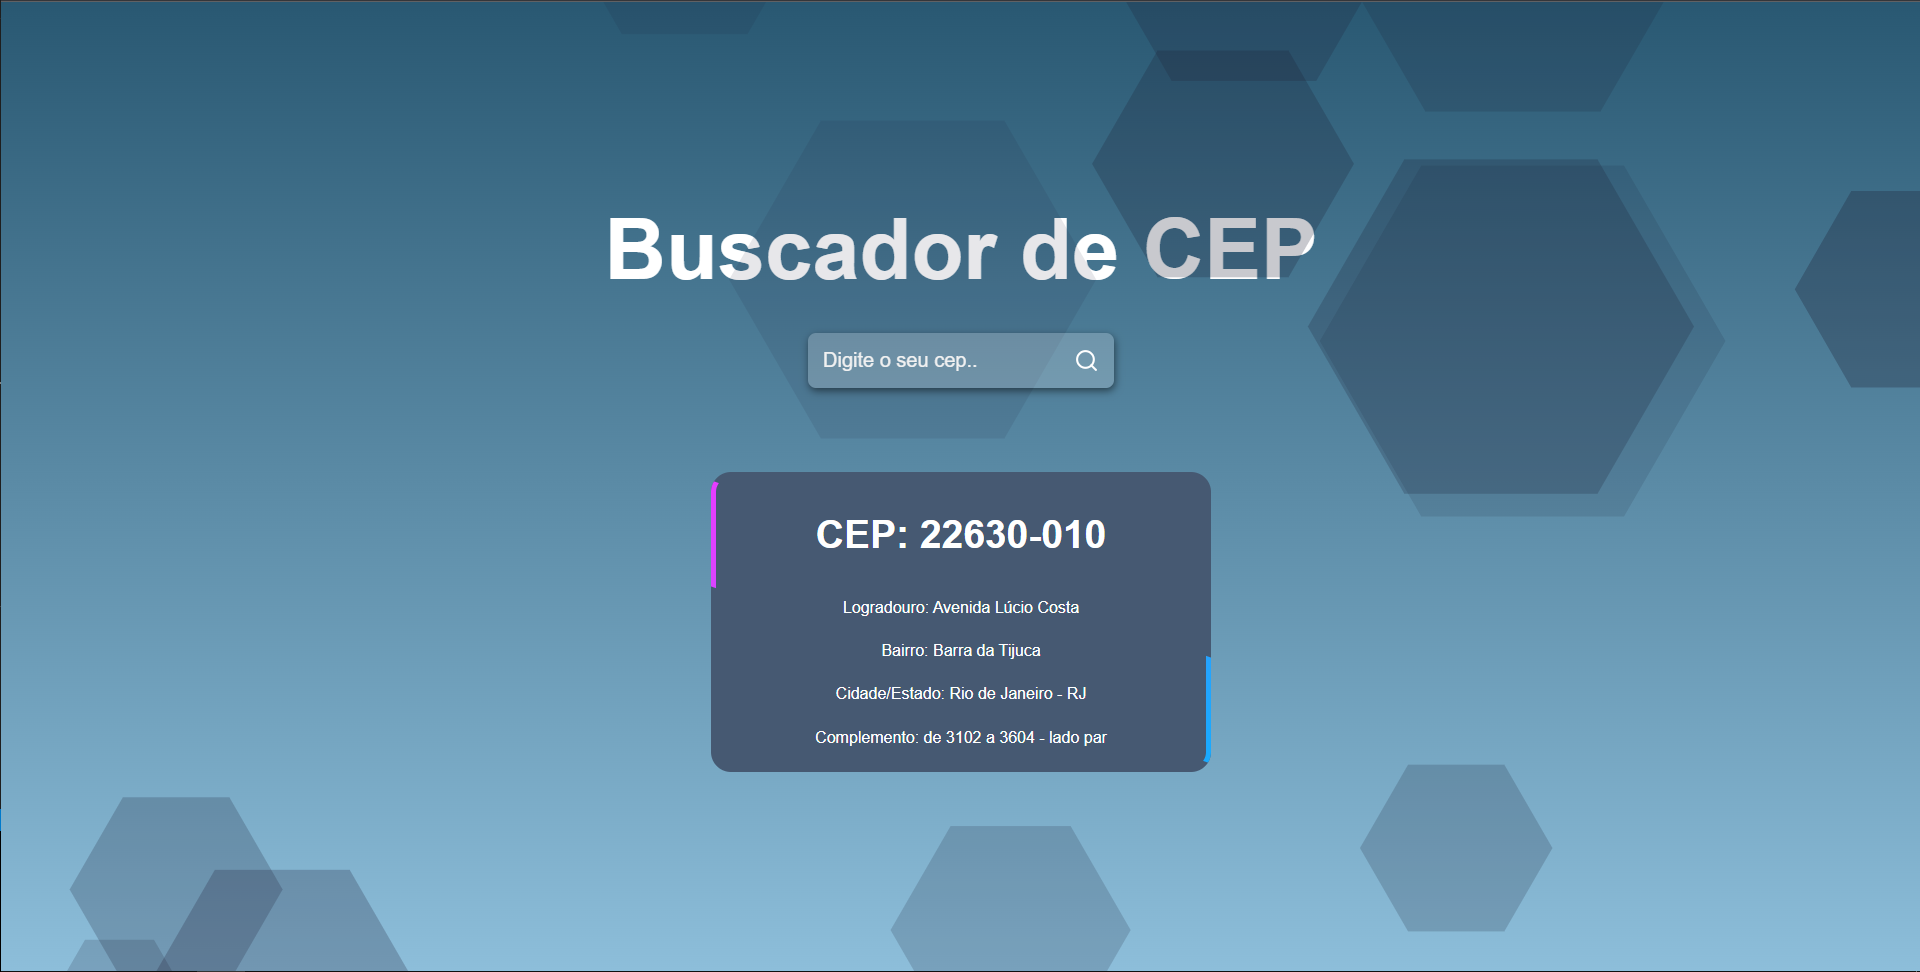 Buscador de CEP
Digite o seu cep..
CEP: 22630-010
Logradouro: Avenida Lúcio Costa
Bairro: Barra da Tijuca
Cidade/Estado: Rio de Janeiro - RJ
Complemento: de 3102 a 3604 - lado par